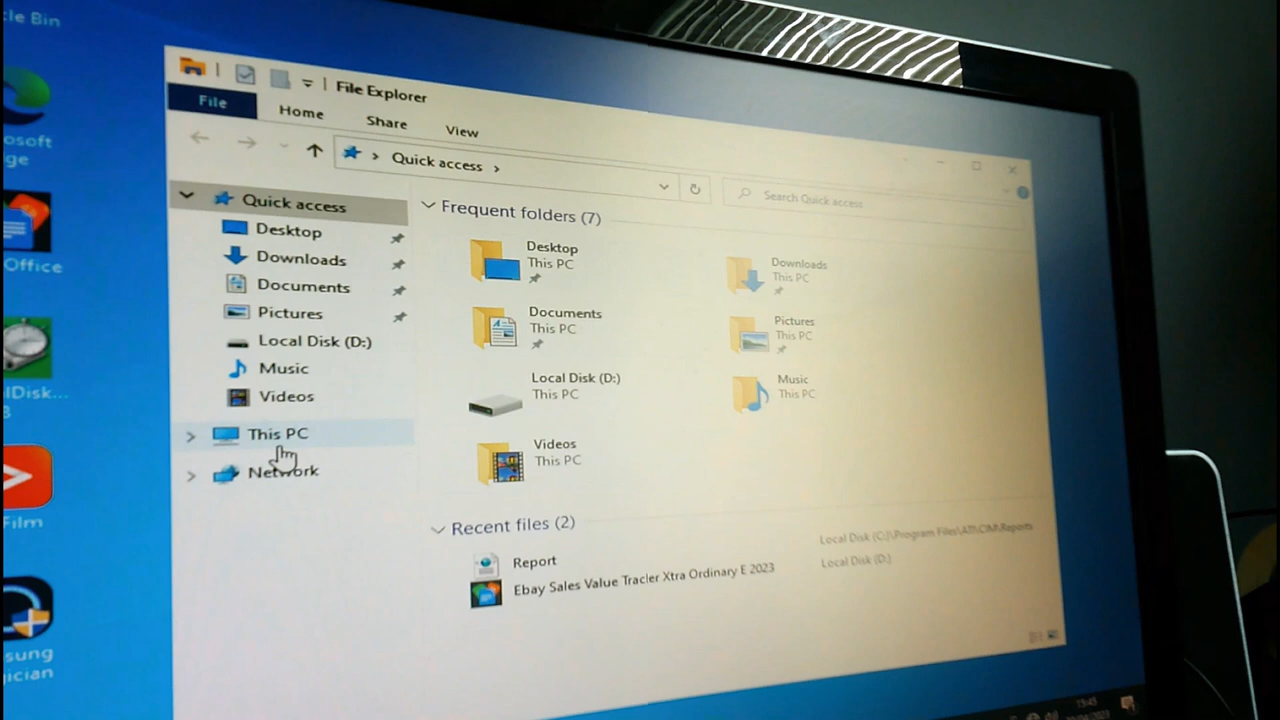 cle Bin
osoft
ge
Office
lDisk...
3
Film
sung
ician
File Explorer
File
Home
Share
View
Quick access
Search Quick access
Quick access
Desktop
Downloads
Documents
Pictures
Local Disk (D:)
Music
Videos
This PC
Network
Frequent folders (7)
Desktop
This PC
Downloads
This PC
Documents
This PC
Pictures
This PC
Local Disk (D:)
This PC
Music
This PC
Videos
This PC
Recent files (2)
Report
Local Disk (C:)\Program Files\ATI\CIM\Reports
Ebay Sales Value Tracler Xtra Ordinary E 2023
Local Disk (D:)